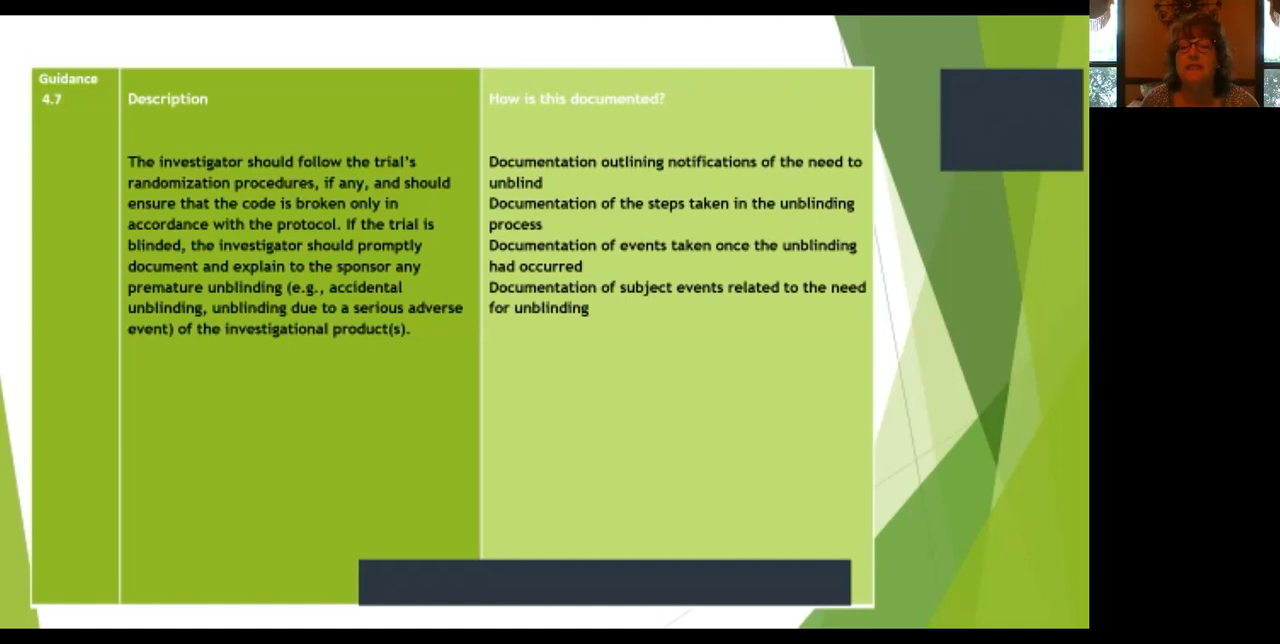 Guidance
4.7
Description
The investigator should follow the trial's
randomization procedures, if any, and should
ensure that the code is broken only in
accordance with the protocol. If the trial is
blinded, the investigator should promptly
document and explain to the sponsor any
premature unblinding (e.g., accidental
unblinding, unblinding due to a serious adverse
event) of the investigational product(s).
How is this documented?
Documentation outlining notifications of the need to
unblind
Documentation of the steps taken in the unblinding
process
Documentation of events taken once the unblinding
had occurred
Documentation of subject events related to the need
for unblinding